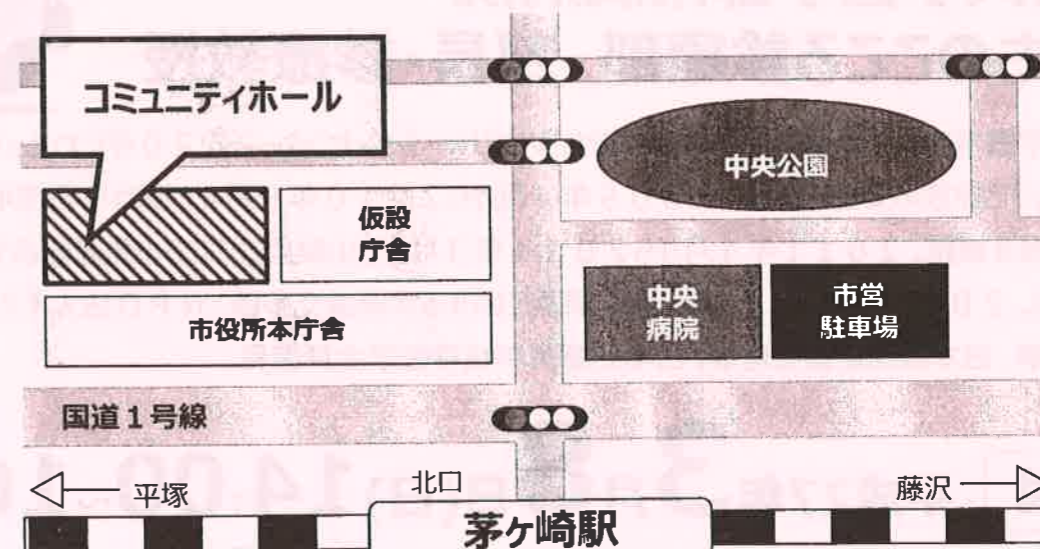 コミュニティホール
中央公園
仮設
庁舎
中央
病院
市営
駐車場
市役所本庁舎
国道1号線
平塚
北口
藤沢
茅ヶ崎駅